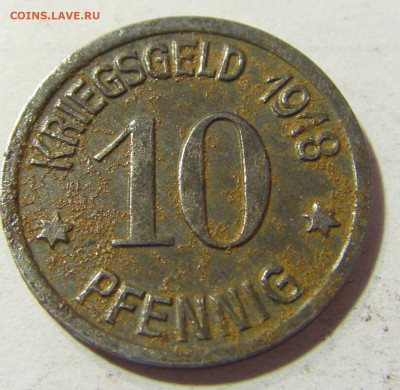 COINS.LAVE.RU
KRIEGSGELD 1918
10
PFENNIG